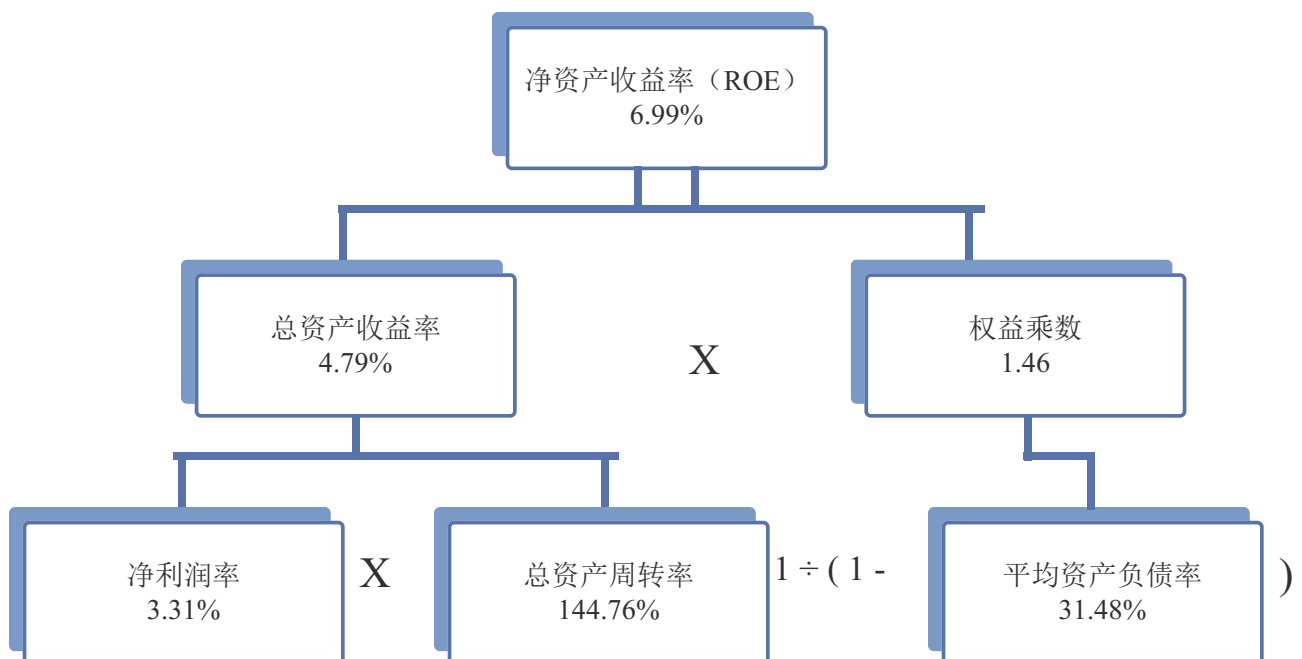 净资产收益率（ROE）
6.99%
总资产收益率
4.79%
X
权益乘数
1.46
净利润率
3.31%
X
总资产周转率
144.76%
1 ÷ ( 1 -
平均资产负债率
31.48%
)